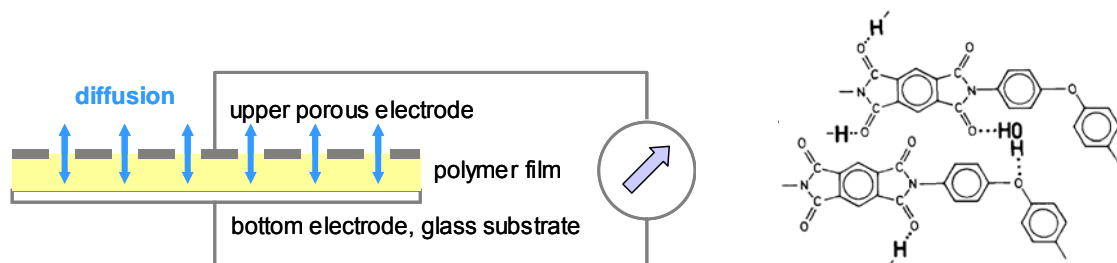 diffusion
upper porous electrode
polymer film
bottom electrode, glass substrate
H
O O O
C C
N N O
C C
H O O HO
H
O O
C C O
N N O
C C
O O
H